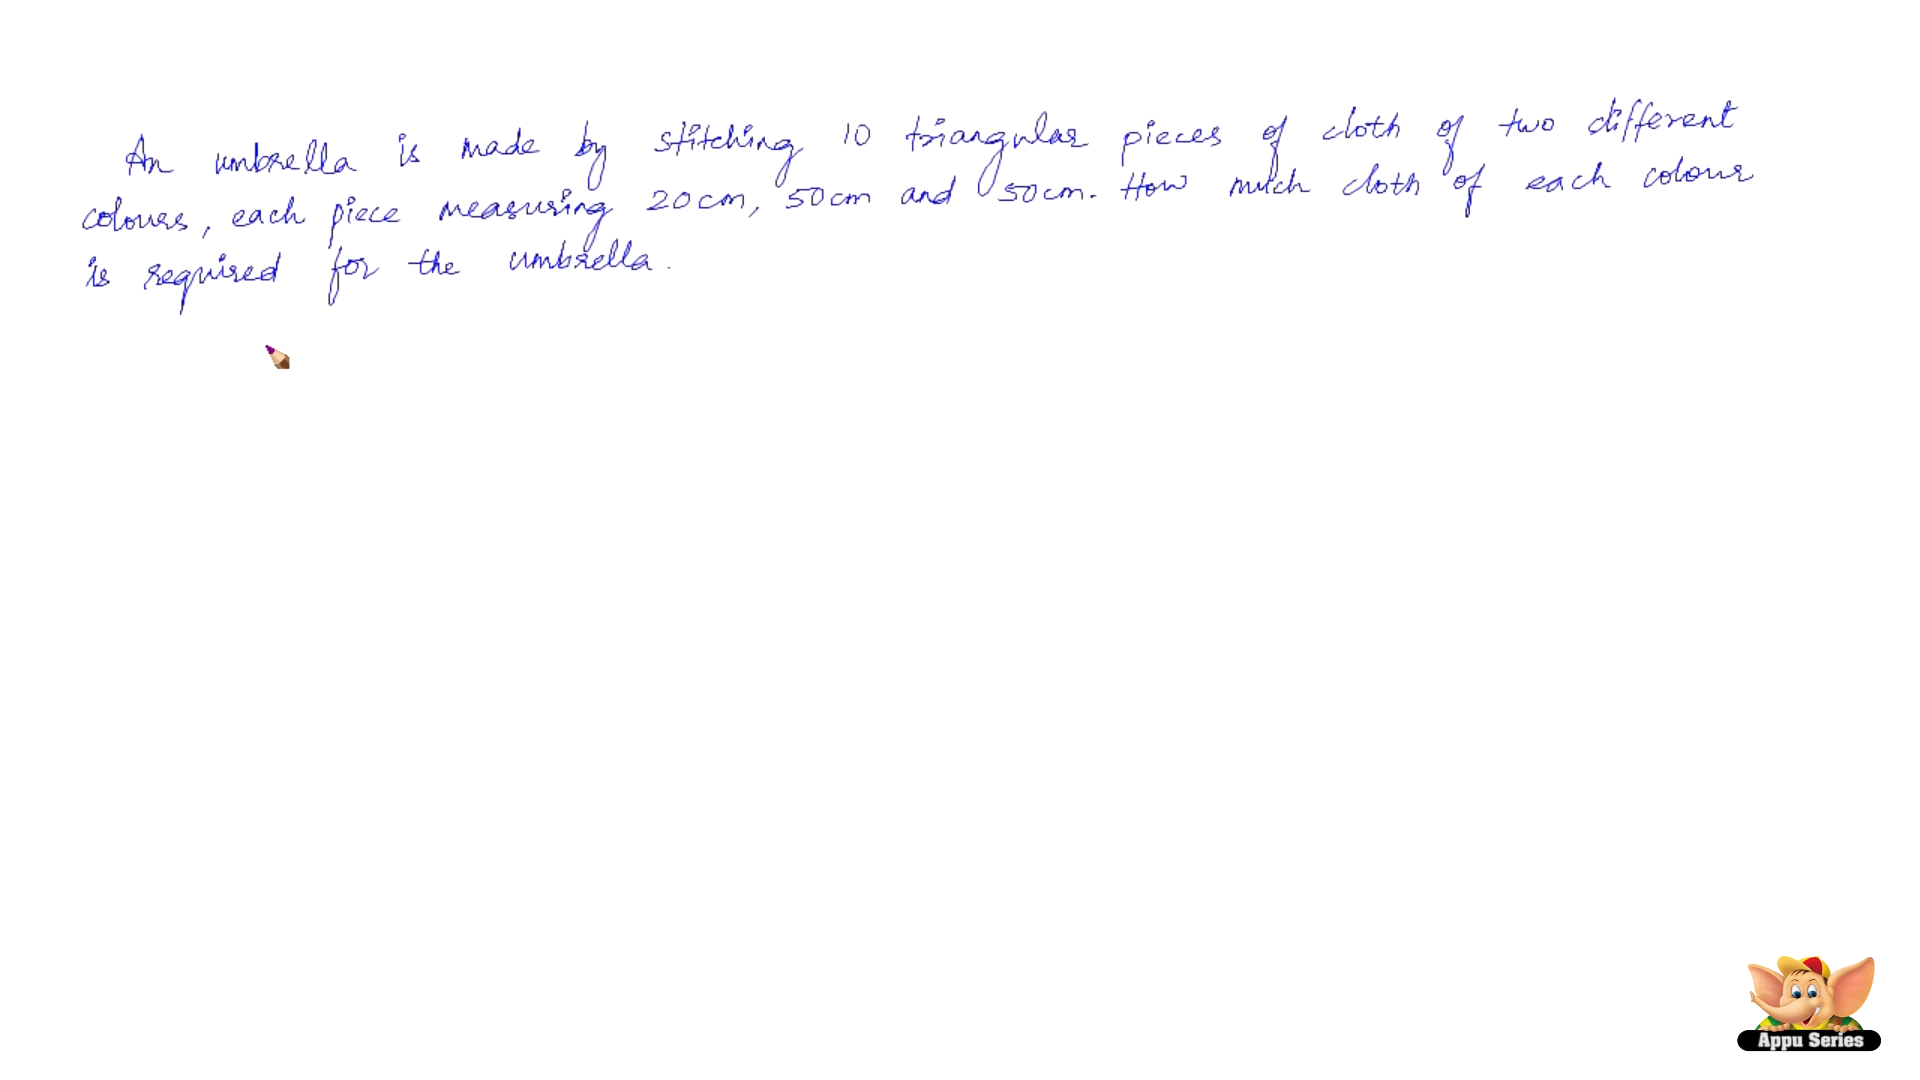 An umbrella is made by stitching 10 triangular pieces of cloth of two different
colours, each piece measuring 20cm, 50cm and 50cm. How much cloth of each colour
is required for the umbrella.
Appu Series